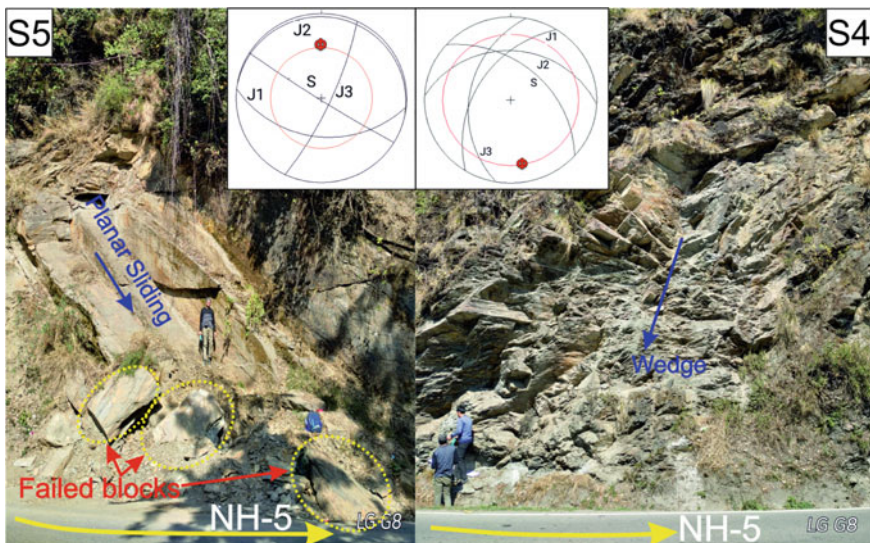 S5
J2
J1
S
J3
J1
J2
S
J3
S4
Planar Sliding
Wedge
Failed blocks
NH-5
LG G8
NH-5
LG G8